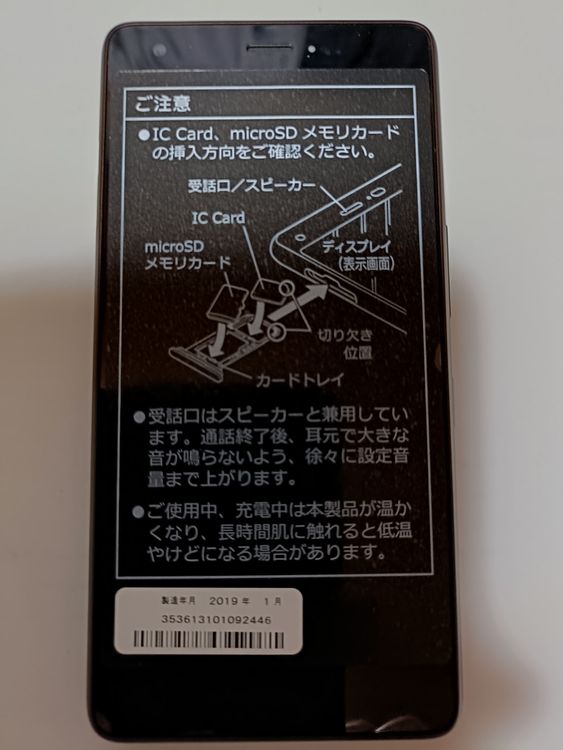 ご注意
●IC Card、microSD メモリカード
の挿入方向をご確認ください。
受話口/スピーカー
IC Card
microSD
メモリカード
ディスプレイ
(表示画面)
切り欠き
位置
カードトレイ
●受話口はスピーカーと兼用してい
ます。通話終了後、耳元で大きな
音が鳴らないよう、徐々に設定音
量まで上がります。
●ご使用中、充電中は本製品が温か
くなり、長時間肌に触れると低温
やけどになる場合があります。
製造年月 2019年 1月
353613101092446